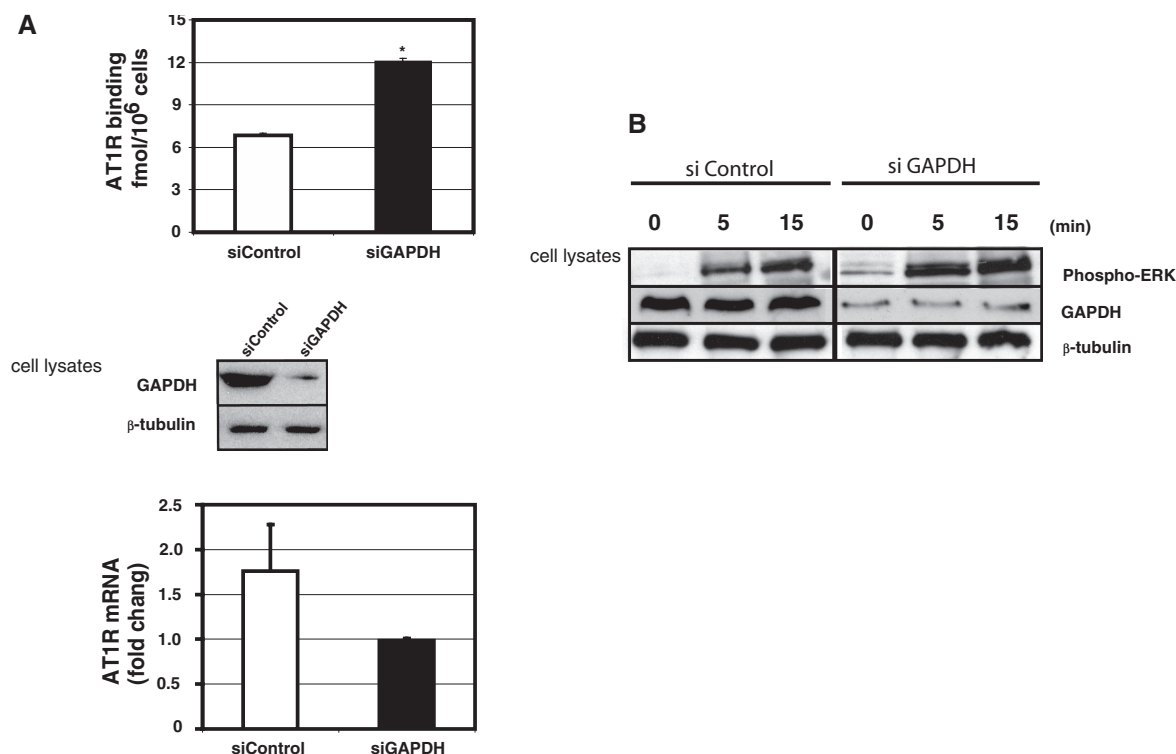 A
AT1R binding
fmol/10⁶ cells
15
12
9
6
3
0
*
siControl siGAPDH
siControl siGAPDH
cell lysates
GAPDH
β-tubulin
AT1R mRNA
(fold chang)
2.5
2.0
1.5
1.0
0.5
0
siControl siGAPDH
B
si Control si GAPDH
0 5 15 0 5 15 (min)
cell lysates
Phospho-ERK
GAPDH
β-tubulin